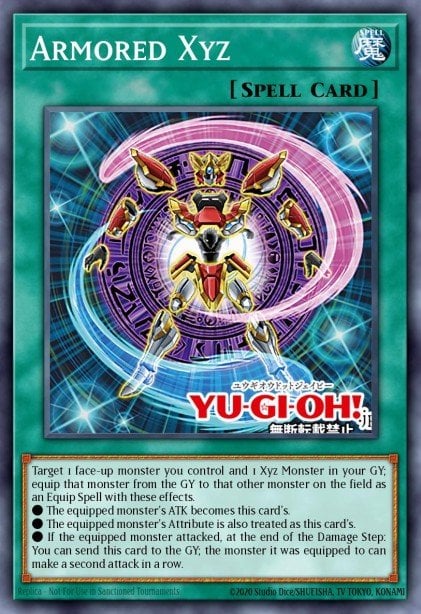 ARMORED XYZ
SPELL
魔
[SPELL CARD]
ユウギオウドットジェイピー
YU-GI-OH!
無断転載禁止
Target 1 face-up monster you control and 1 Xyz Monster in your GY;
equip that monster from the GY to that other monster on the field as
an Equip Spell with these effects.
● The equipped monster's ATK becomes this card's.
● The equipped monster's Attribute is also treated as this card's.
● If the equipped monster attacked, at the end of the Damage Step:
You can send this card to the GY; the monster it was equipped to can
make a second attack in a row.
Replica - Not For Use in Sanctioned Tournaments
©2020 Studio Dice/SHUEISHA, TV TOKYO, KONAMI